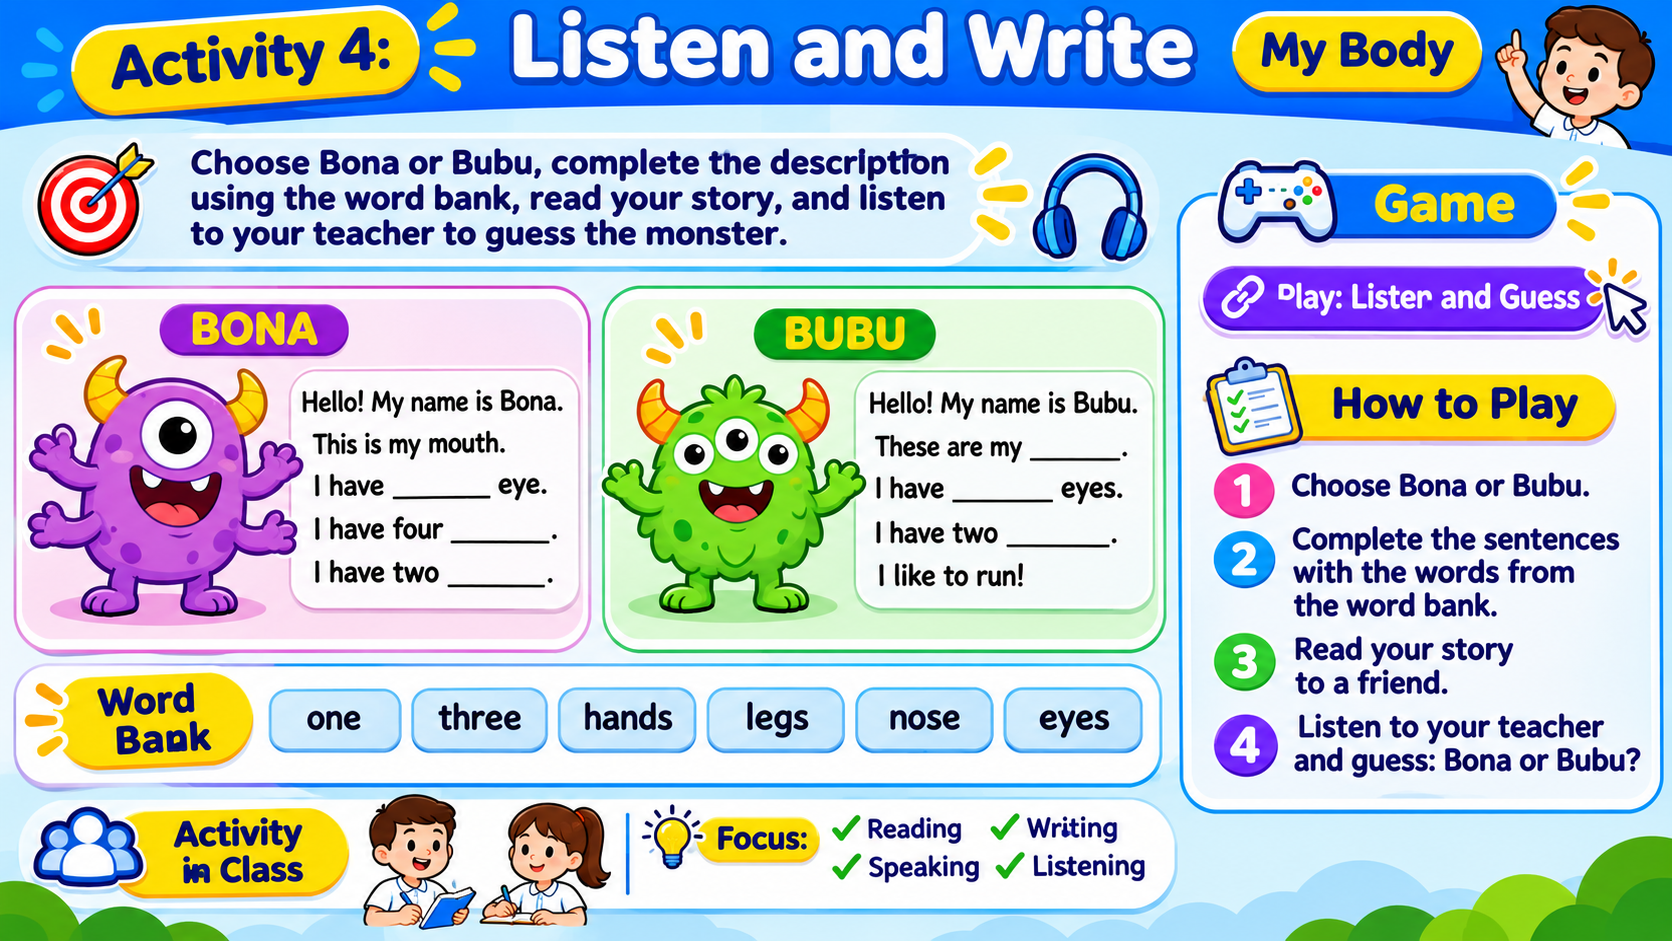 Activity 4:
Listen and Write
My Body
Choose Bona or Bubu, complete the description
using the word bank, read your story, and listen
to your teacher to guess the monster.
BONA
Hello! My name is Bona.
This is my mouth.
I have _______ eye.
I have four _______.
I have two _______.
BUBU
Hello! My name is Bubu.
These are my _______.
I have _______ eyes.
I have two _______.
I like to run!
Word
Bank
one
three
hands
legs
nose
eyes
Activity
in Class
Focus:
Reading
Writing
Speaking
Listening
Game
Play: Listen and Guess
How to Play
1
Choose Bona or Bubu.
2
Complete the sentences
with the words from
the word bank.
3
Read your story
to a friend.
4
Listen to your teacher
and guess: Bona or Bubu?